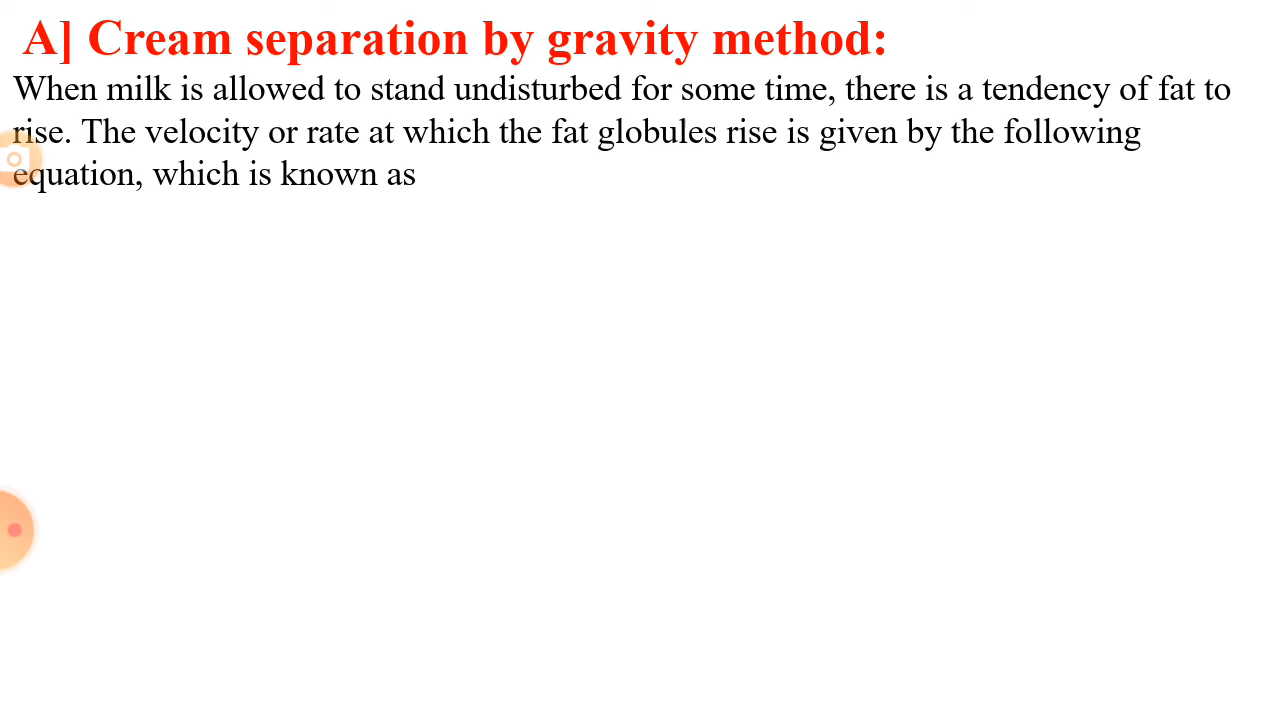 A] Cream separation by gravity method:
When milk is allowed to stand undisturbed for some time, there is a tendency of fat to
rise. The velocity or rate at which the fat globules rise is given by the following
equation, which is known as